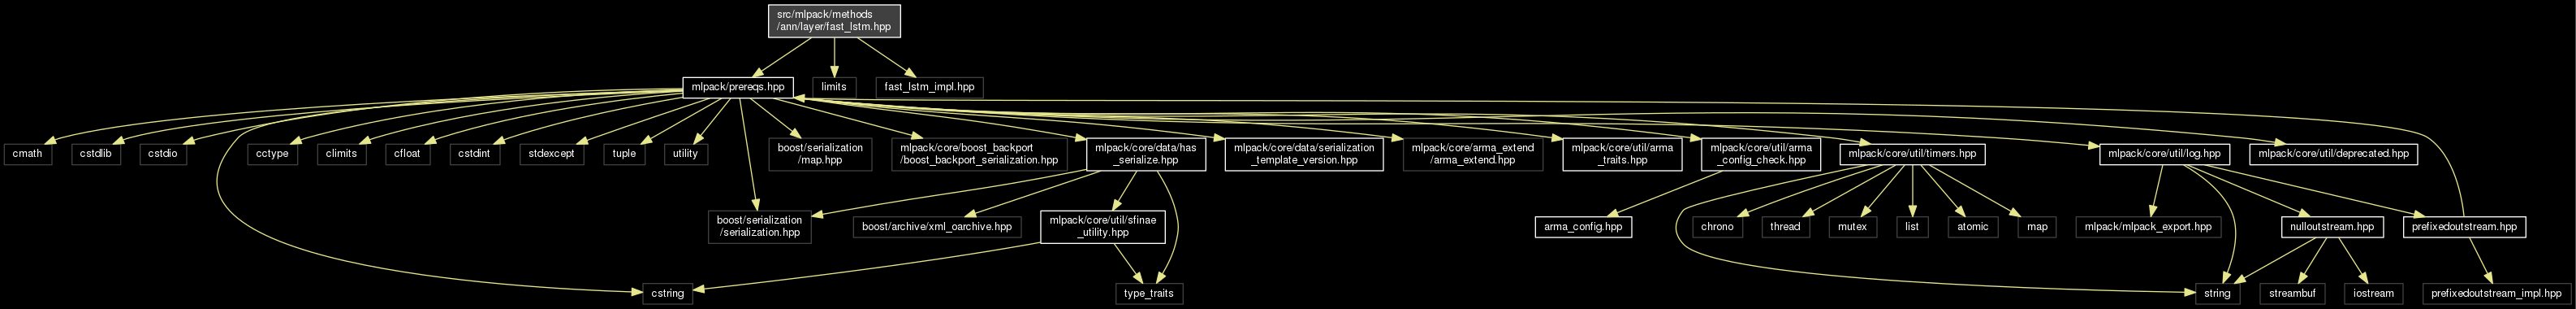 src/mlpack/methods
/ann/layer/fast_lstm.hpp
mlpack/prereqs.hpp
limits
fast_lstm_impl.hpp
cmath
cstdlib
cstdio
cctype
climits
cfloat
cstdint
stdexcept
tuple
utility
boost/serialization
/map.hpp
mlpack/core/boost_backport
/boost_backport_serialization.hpp
mlpack/core/data/has
_serialize.hpp
mlpack/core/data/serialization
_template_version.hpp
mlpack/core/arma_extend
/arma_extend.hpp
mlpack/core/util/arma
_traits.hpp
mlpack/core/util/arma
_config_check.hpp
mlpack/core/util/timers.hpp
mlpack/core/util/log.hpp
mlpack/core/util/deprecated.hpp
boost/serialization
/serialization.hpp
boost/archive/xml_oarchive.hpp
mlpack/core/util/sfinae
_utility.hpp
arma_config.hpp
chrono
thread
mutex
list
atomic
map
mlpack/mlpack_export.hpp
nulloutstream.hpp
prefixedoutstream.hpp
cstring
type_traits
string
streambuf
iostream
prefixedoutstream_impl.hpp